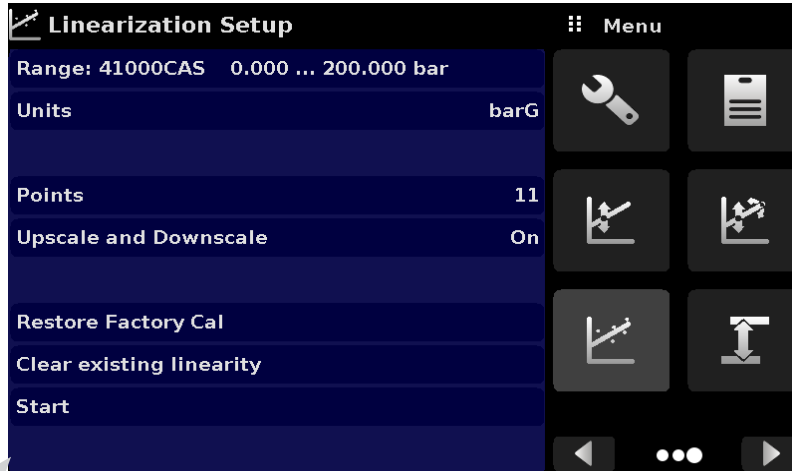 Linearization Setup
Menu
Range: 41000CAS 0.000 ... 200.000 bar
Units barG
Points 11
Upscale and Downscale On
Restore Factory Cal
Clear existing linearity
Start